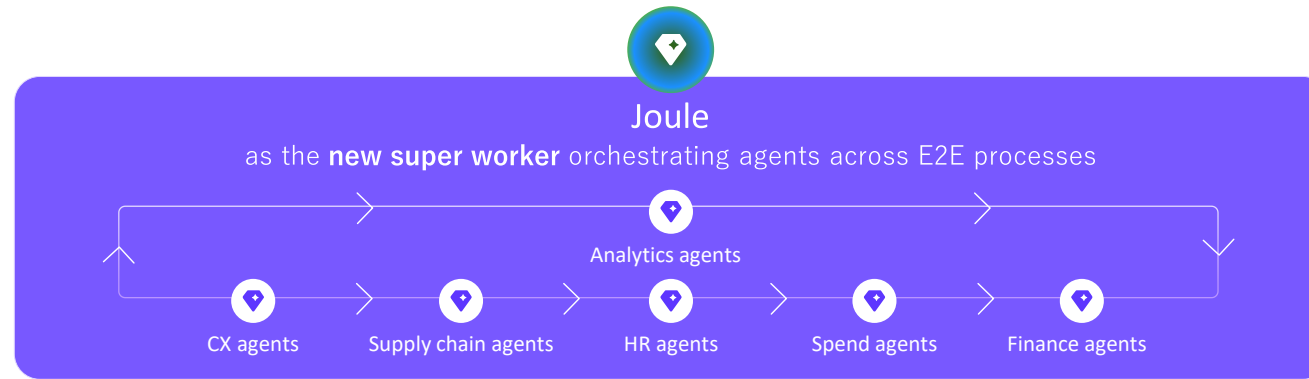 Joule
as the new super worker orchestrating agents across E2E processes
Analytics agents
CX agents
Supply chain agents
HR agents
Spend agents
Finance agents